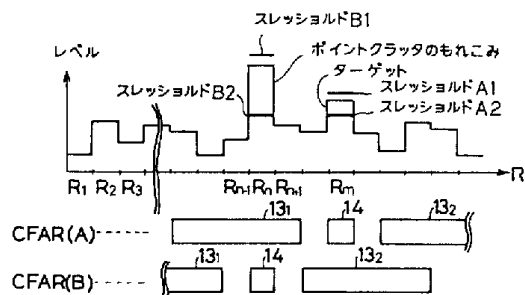 スレッショルドB1
レベル
ポイントクラッタのもれこみ
ターゲット
スレッショルドA1
スレッショルドB2
スレッショルドA2
R
R1 R2 R3 Rn-1 Rn Rn+1 Rm
131 14 132
CFAR(A)
131 14 132
CFAR(B)